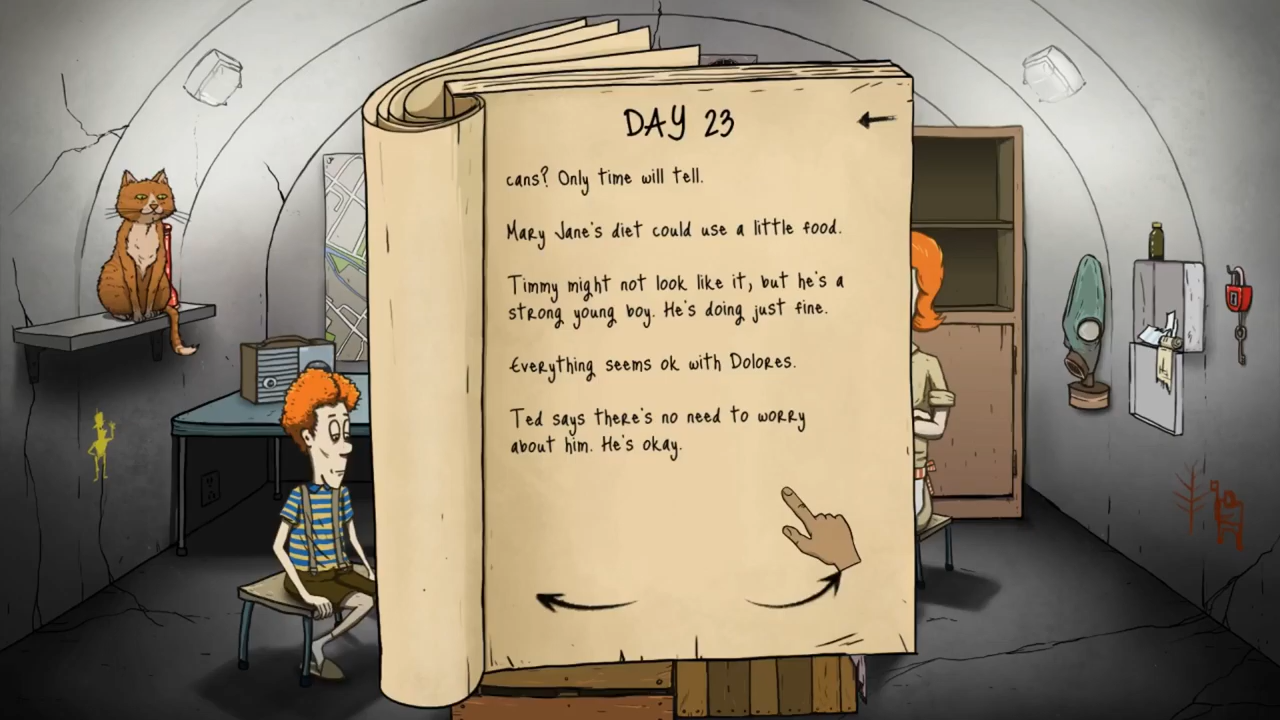 DAY 23
cans? Only time will tell.
Mary Jane's diet could use a little food.
Timmy might not look like it, but he's a
strong young boy. He's doing just fine.
Everything seems ok with Dolores.
Ted says there's no need to worry
about him. He's okay.